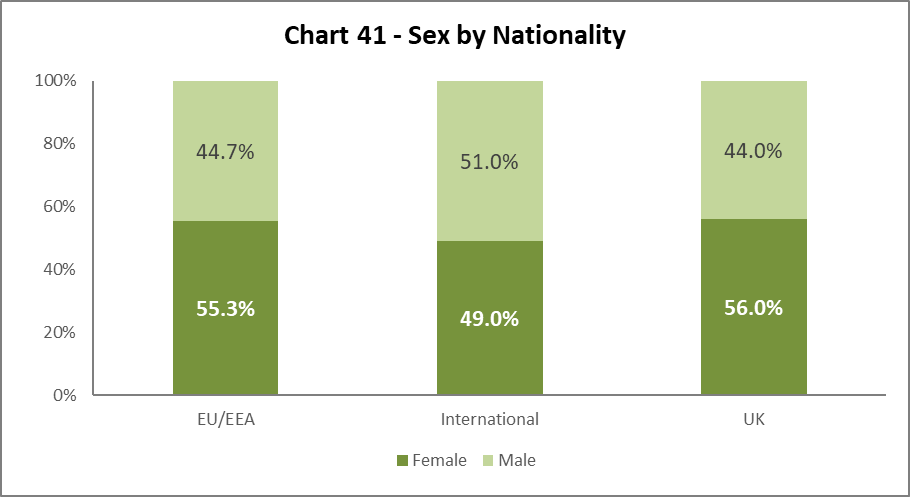 Chart 41 - Sex by Nationality
100%
80%
60%
40%
20%
0%
44.7%
51.0%
44.0%
55.3%
49.0%
56.0%
EU/EEA
International
UK
Female
Male